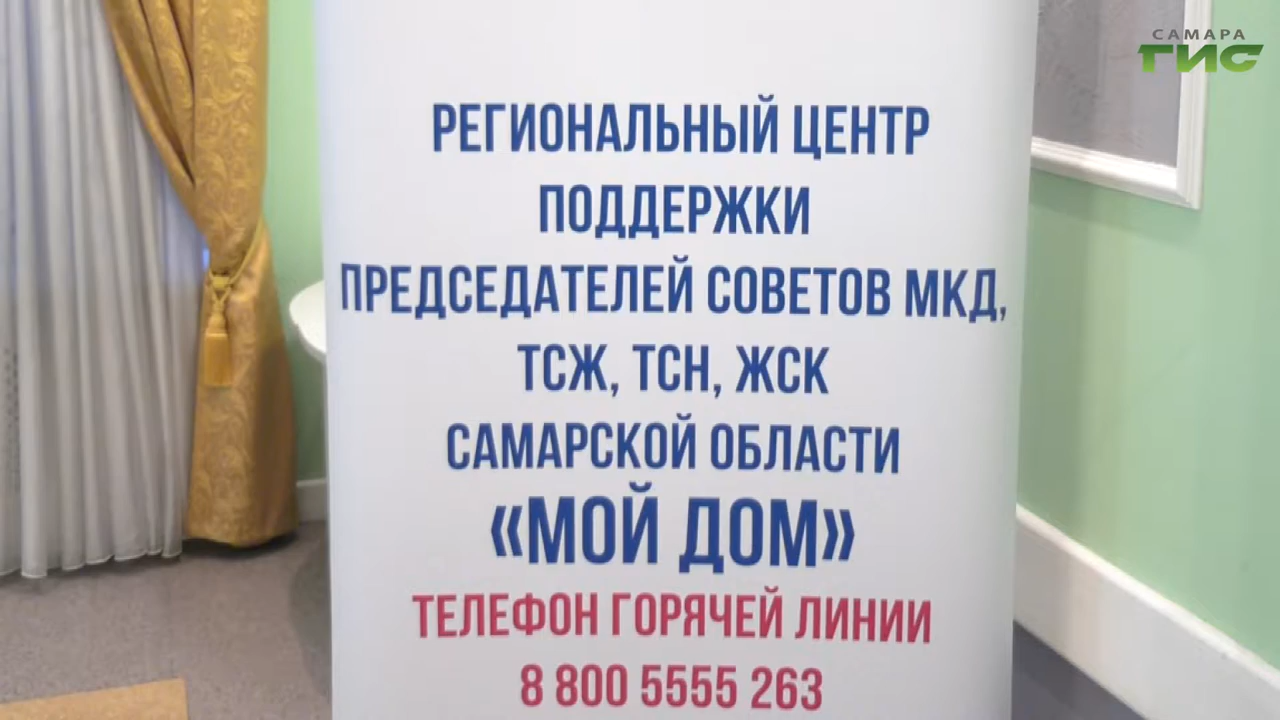 САМАРА
ГИС
РЕГИОНАЛЬНЫЙ ЦЕНТР
ПОДДЕРЖКИ
ПРЕДСЕДАТЕЛЕЙ СОВЕТОВ МКД,
ТСЖ, ТСН, ЖСК
САМАРСКОЙ ОБЛАСТИ
«МОЙ ДОМ»
ТЕЛЕФОН ГОРЯЧЕЙ ЛИНИИ
8 800 5555 263